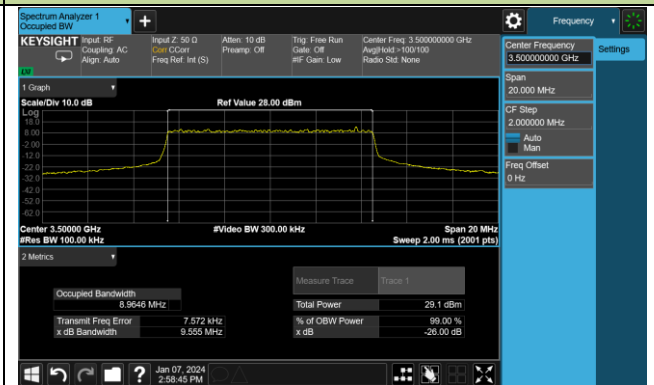 Spectrum Analyzer 1
Occupied BW
Frequency
KEYSIGHT
Input: RF
Coupling: AC
Align: Auto
Input Z: 50 Ω
Corr CCorr
Freq Ref: Int (S)
Atten: 10 dB
Preamp: Off
Trig: Free Run
Gate: Off
#IF Gain: Low
Center Freq: 3.500000000 GHz
Avg|Hold:>100/100
Radio Std: None
Center Frequency
3.500000000 GHz
Settings
Span
20.000 MHz
CF Step
2.000000 MHz
Auto
Man
Freq Offset
0 Hz
1 Graph
Scale/Div 10.0 dB
Ref Value 28.00 dBm
Log
18.0
8.00
-2.00
-12.0
-22.0
-32.0
-42.0
-52.0
-62.0
Center 3.50000 GHz
#Video BW 300.00 kHz
Span 20 MHz
#Res BW 100.00 kHz
Sweep 2.00 ms (2001 pts)
2 Metrics
Measure Trace
Trace 1
Occupied Bandwidth
8.9646 MHz
Total Power
29.1 dBm
Transmit Freq Error
7.572 kHz
% of OBW Power
99.00 %
x dB Bandwidth
9.555 MHz
x dB
-26.00 dB
Jan 07, 2024
2:58:45 PM